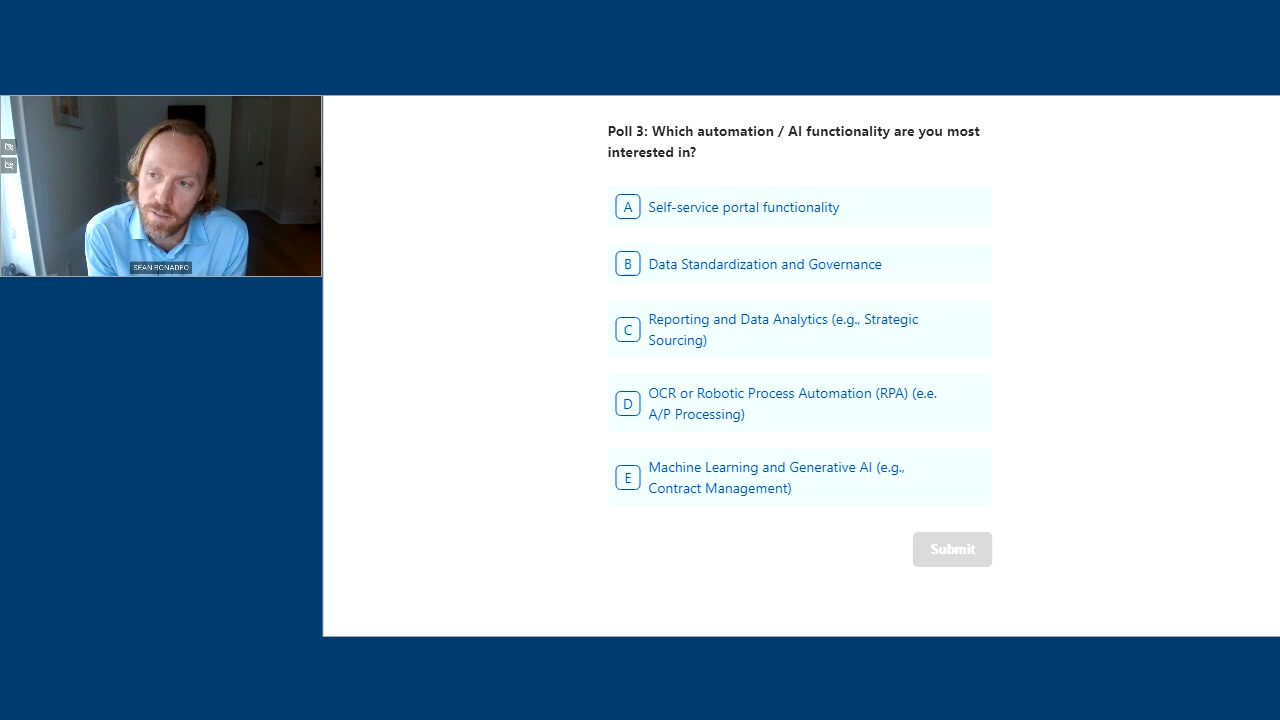 SEAN BONADEO
Poll 3: Which automation / AI functionality are you most
interested in?
A Self-service portal functionality
B Data Standardization and Governance
C Reporting and Data Analytics (e.g., Strategic
Sourcing)
D OCR or Robotic Process Automation (RPA) (e.e.
A/P Processing)
E Machine Learning and Generative AI (e.g.,
Contract Management)
Submit